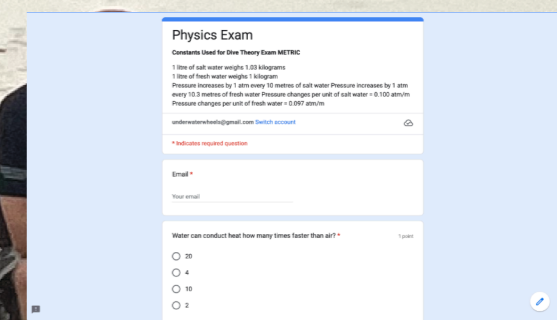 Physics Exam
Constants Used for Dive Theory Exam METRIC
1 litre of salt water weighs 1.03 kilograms
1 litre of fresh water weighs 1 kilogram
Pressure increases by 1 atm every 10 metres of salt water Pressure increases by 1 atm
every 10.3 metres of fresh water Pressure changes per unit of salt water = 0.100 atm/m
Pressure changes per unit of fresh water = 0.097 atm/m
underwaterwheels@gmail.com Switch account
* Indicates required question
Email *
Your email
Water can conduct heat how many times faster than air? * 1 point
20
4
10
2